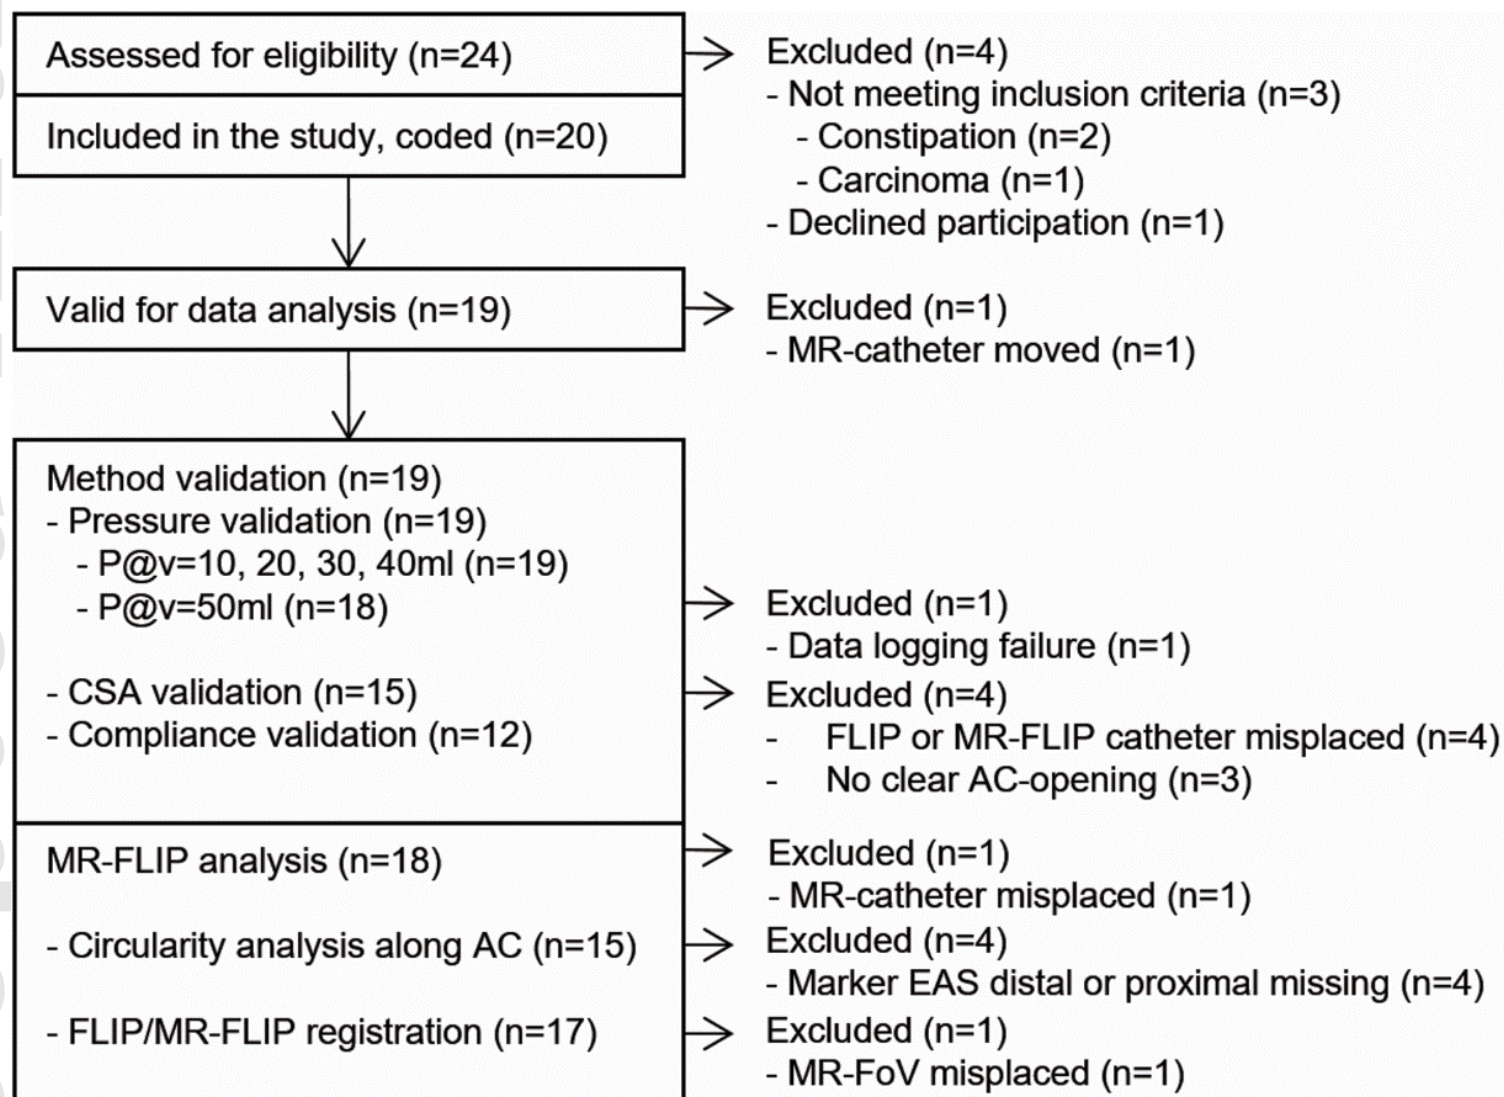 Assessed for eligibility (n=24)
Included in the study, coded (n=20)
Excluded (n=4)
- Not meeting inclusion criteria (n=3)
- Constipation (n=2)
- Carcinoma (n=1)
- Declined participation (n=1)
Valid for data analysis (n=19)
Excluded (n=1)
- MR-catheter moved (n=1)
Method validation (n=19)
- Pressure validation (n=19)
- P@v=10, 20, 30, 40ml (n=19)
- P@v=50ml (n=18)
Excluded (n=1)
- Data logging failure (n=1)
- CSA validation (n=15)
- Compliance validation (n=12)
Excluded (n=4)
- FLIP or MR-FLIP catheter misplaced (n=4)
- No clear AC-opening (n=3)
MR-FLIP analysis (n=18)
Excluded (n=1)
- MR-catheter misplaced (n=1)
- Circularity analysis along AC (n=15)
Excluded (n=4)
- Marker EAS distal or proximal missing (n=4)
- FLIP/MR-FLIP registration (n=17)
Excluded (n=1)
- MR-FoV misplaced (n=1)